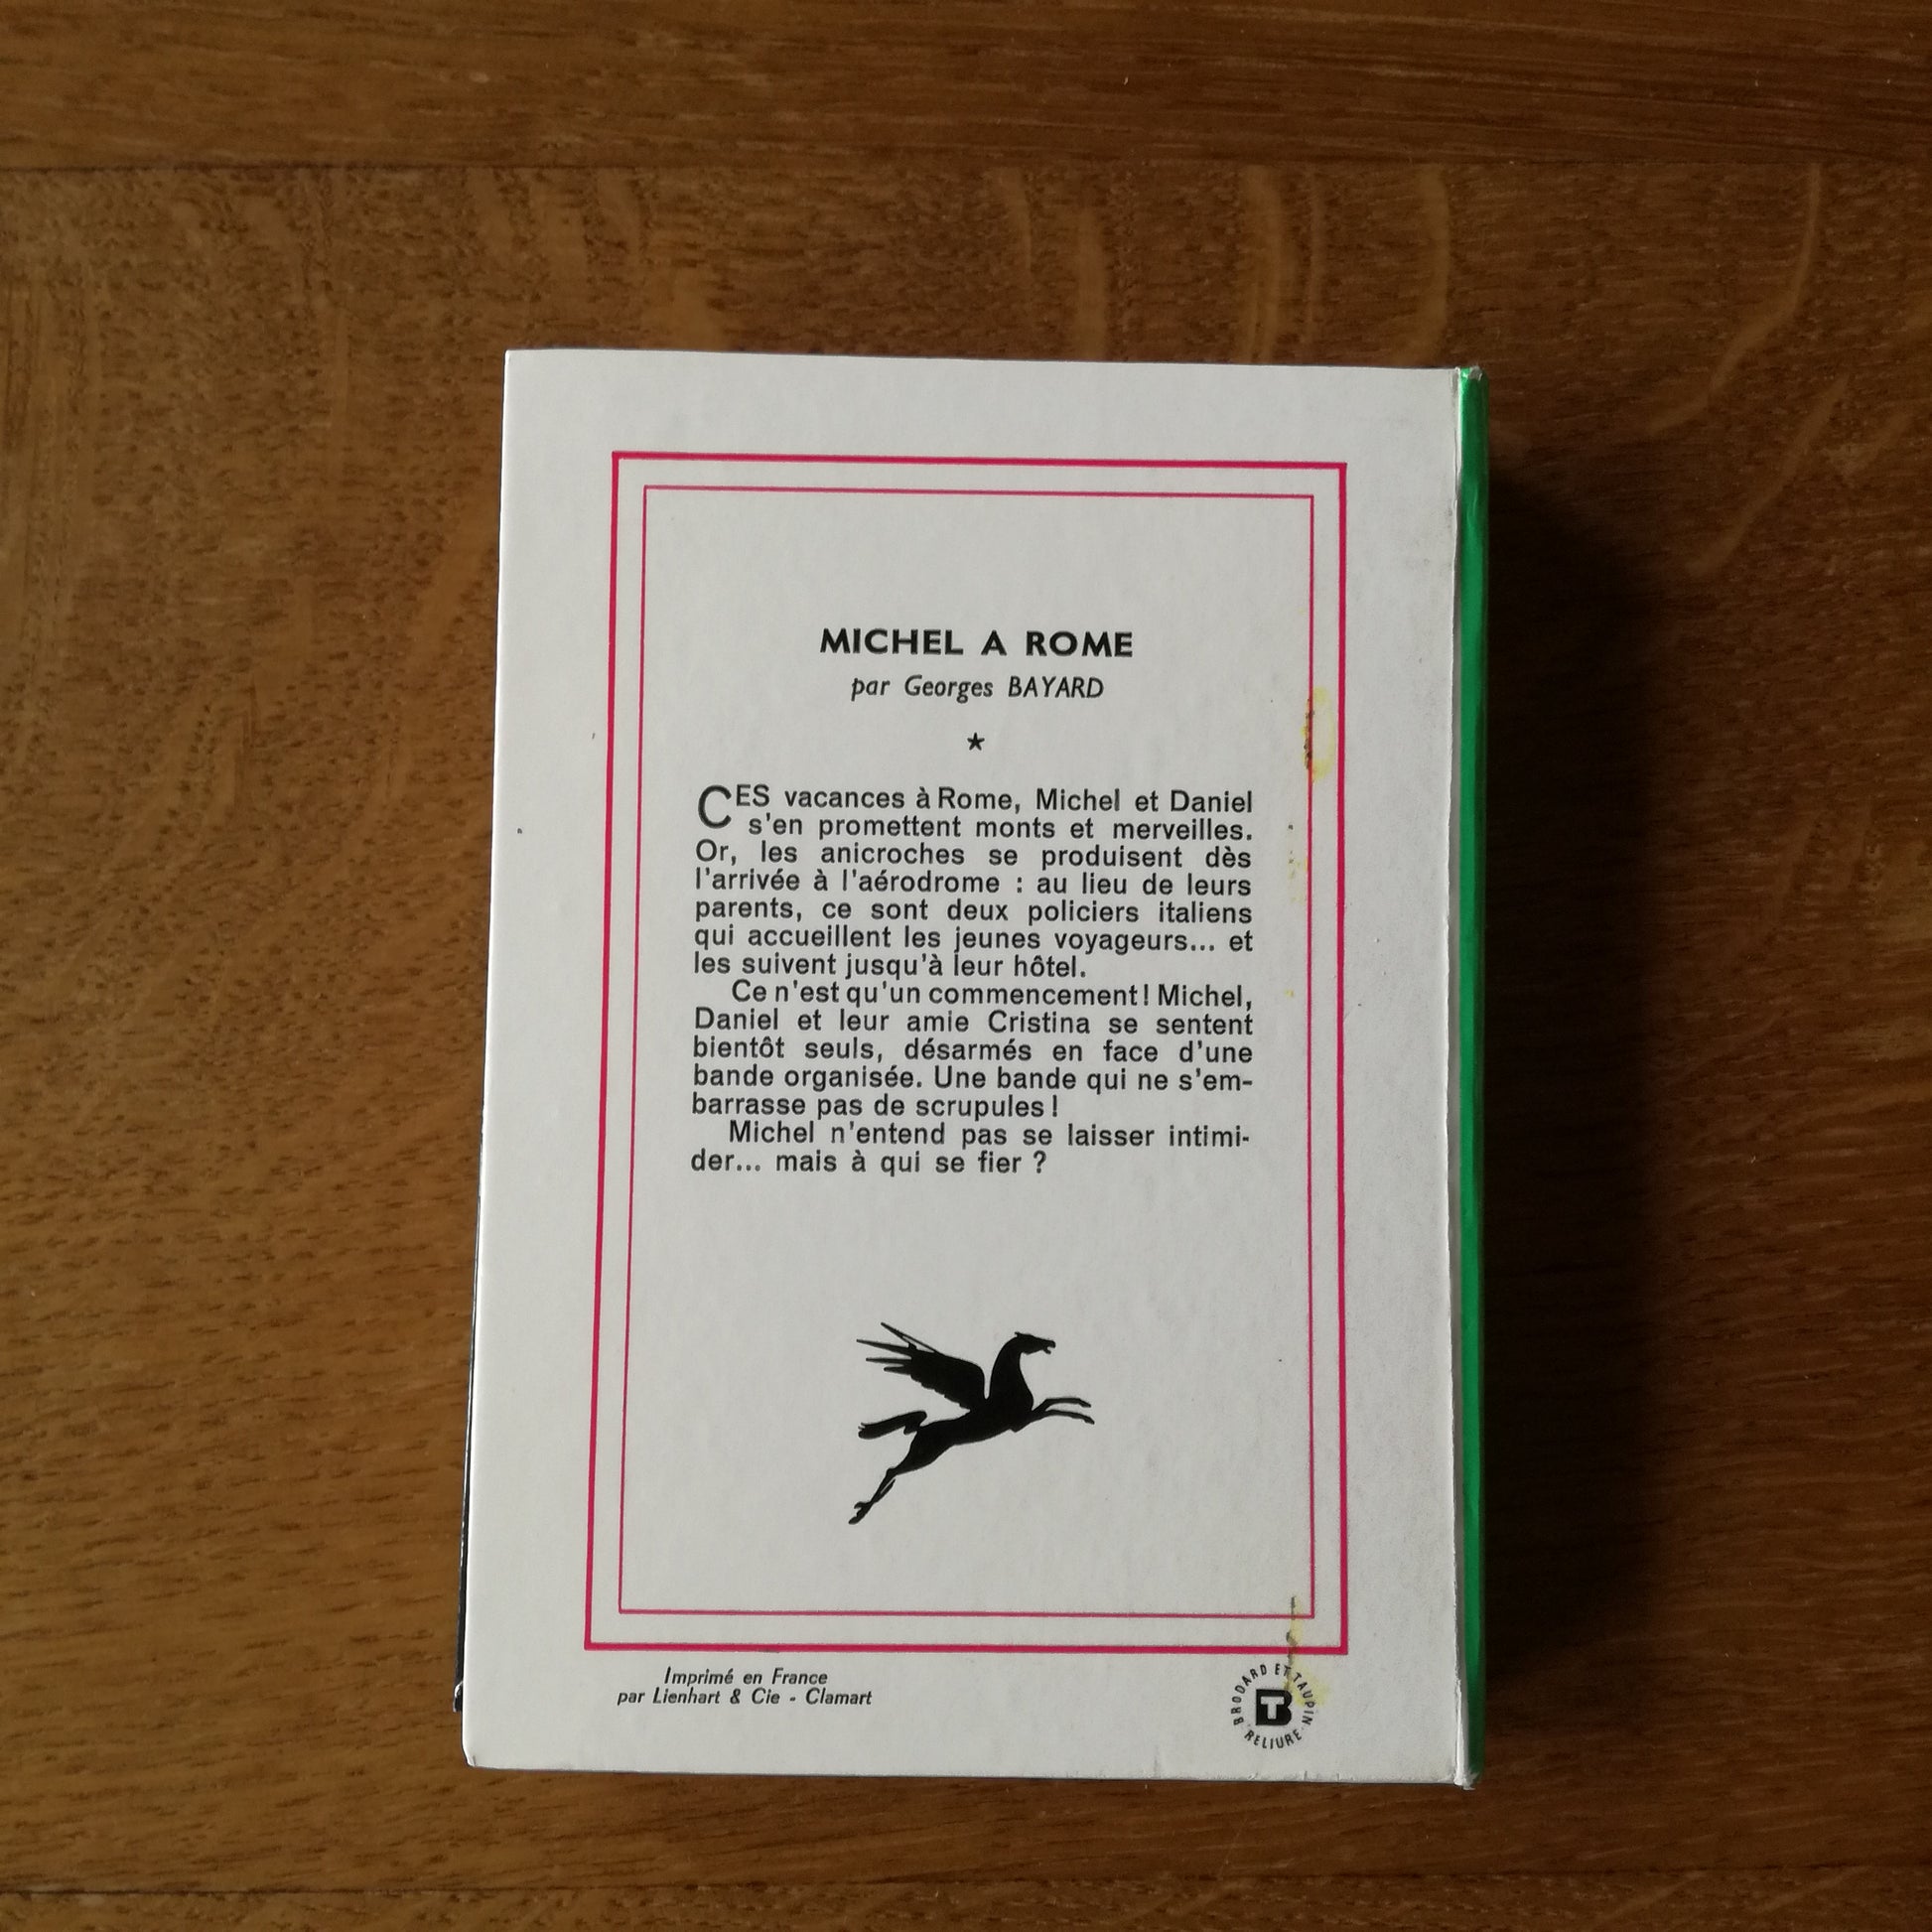 MICHEL A ROME
par Georges BAYARD
★
CES vacances à Rome, Michel et Daniel
s'en promettent monts et merveilles.
Or, les anicroches se produisent dès
l'arrivée à l'aérodrome : au lieu de leurs
parents, ce sont deux policiers italiens
qui accueillent les jeunes voyageurs... et
les suivent jusqu'à leur hôtel.
Ce n'est qu'un commencement! Michel,
Daniel et leur amie Cristina se sentent
bientôt seuls, désarmés en face d'une
bande organisée. Une bande qui ne s'em-
barrasse pas de scrupules!
Michel n'entend pas se laisser intimi-
der... mais à qui se fier ?
Imprimé en France
par Lienhart & Cie - Clamart
BRODARD ET TAUPIN
BT
RELIURE